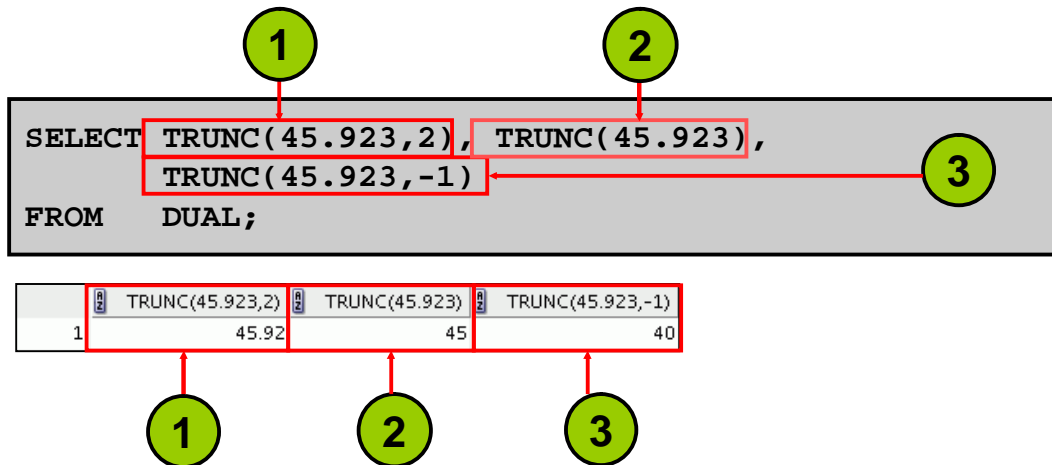 1 2
SELECT TRUNC(45.923,2), TRUNC(45.923),
TRUNC(45.923,-1) 3
FROM DUAL;
TRUNC(45.923,2) TRUNC(45.923) TRUNC(45.923,-1)
1 45.92 45 40
1 2 3